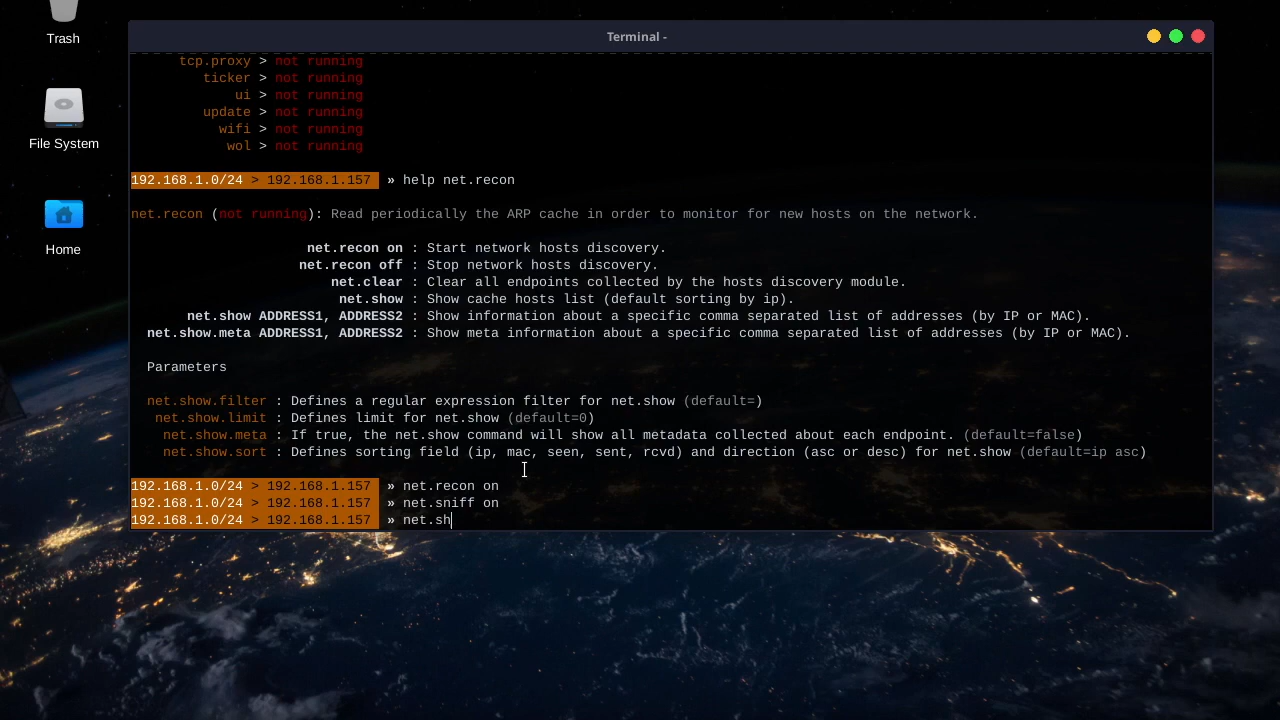 Trash
File System
Home
Terminal -
tcp.proxy > not running
ticker > not running
ui > not running
update > not running
wifi > not running
wol > not running
192.168.1.0/24 > 192.168.1.157 » help net.recon
net.recon (not running): Read periodically the ARP cache in order to monitor for new hosts on the network.
net.recon on : Start network hosts discovery.
net.recon off : Stop network hosts discovery.
net.clear : Clear all endpoints collected by the hosts discovery module.
net.show : Show cache hosts list (default sorting by ip).
net.show ADDRESS1, ADDRESS2 : Show information about a specific comma separated list of addresses (by IP or MAC).
net.show.meta ADDRESS1, ADDRESS2 : Show meta information about a specific comma separated list of addresses (by IP or MAC).
Parameters
net.show.filter : Defines a regular expression filter for net.show (default=)
net.show.limit : Defines limit for net.show (default=0)
net.show.meta : If true, the net.show command will show all metadata collected about each endpoint. (default=false)
net.show.sort : Defines sorting field (ip, mac, seen, sent, rcvd) and direction (asc or desc) for net.show (default=ip asc)
192.168.1.0/24 > 192.168.1.157 » net.recon on
192.168.1.0/24 > 192.168.1.157 » net.sniff on
192.168.1.0/24 > 192.168.1.157 » net.sh